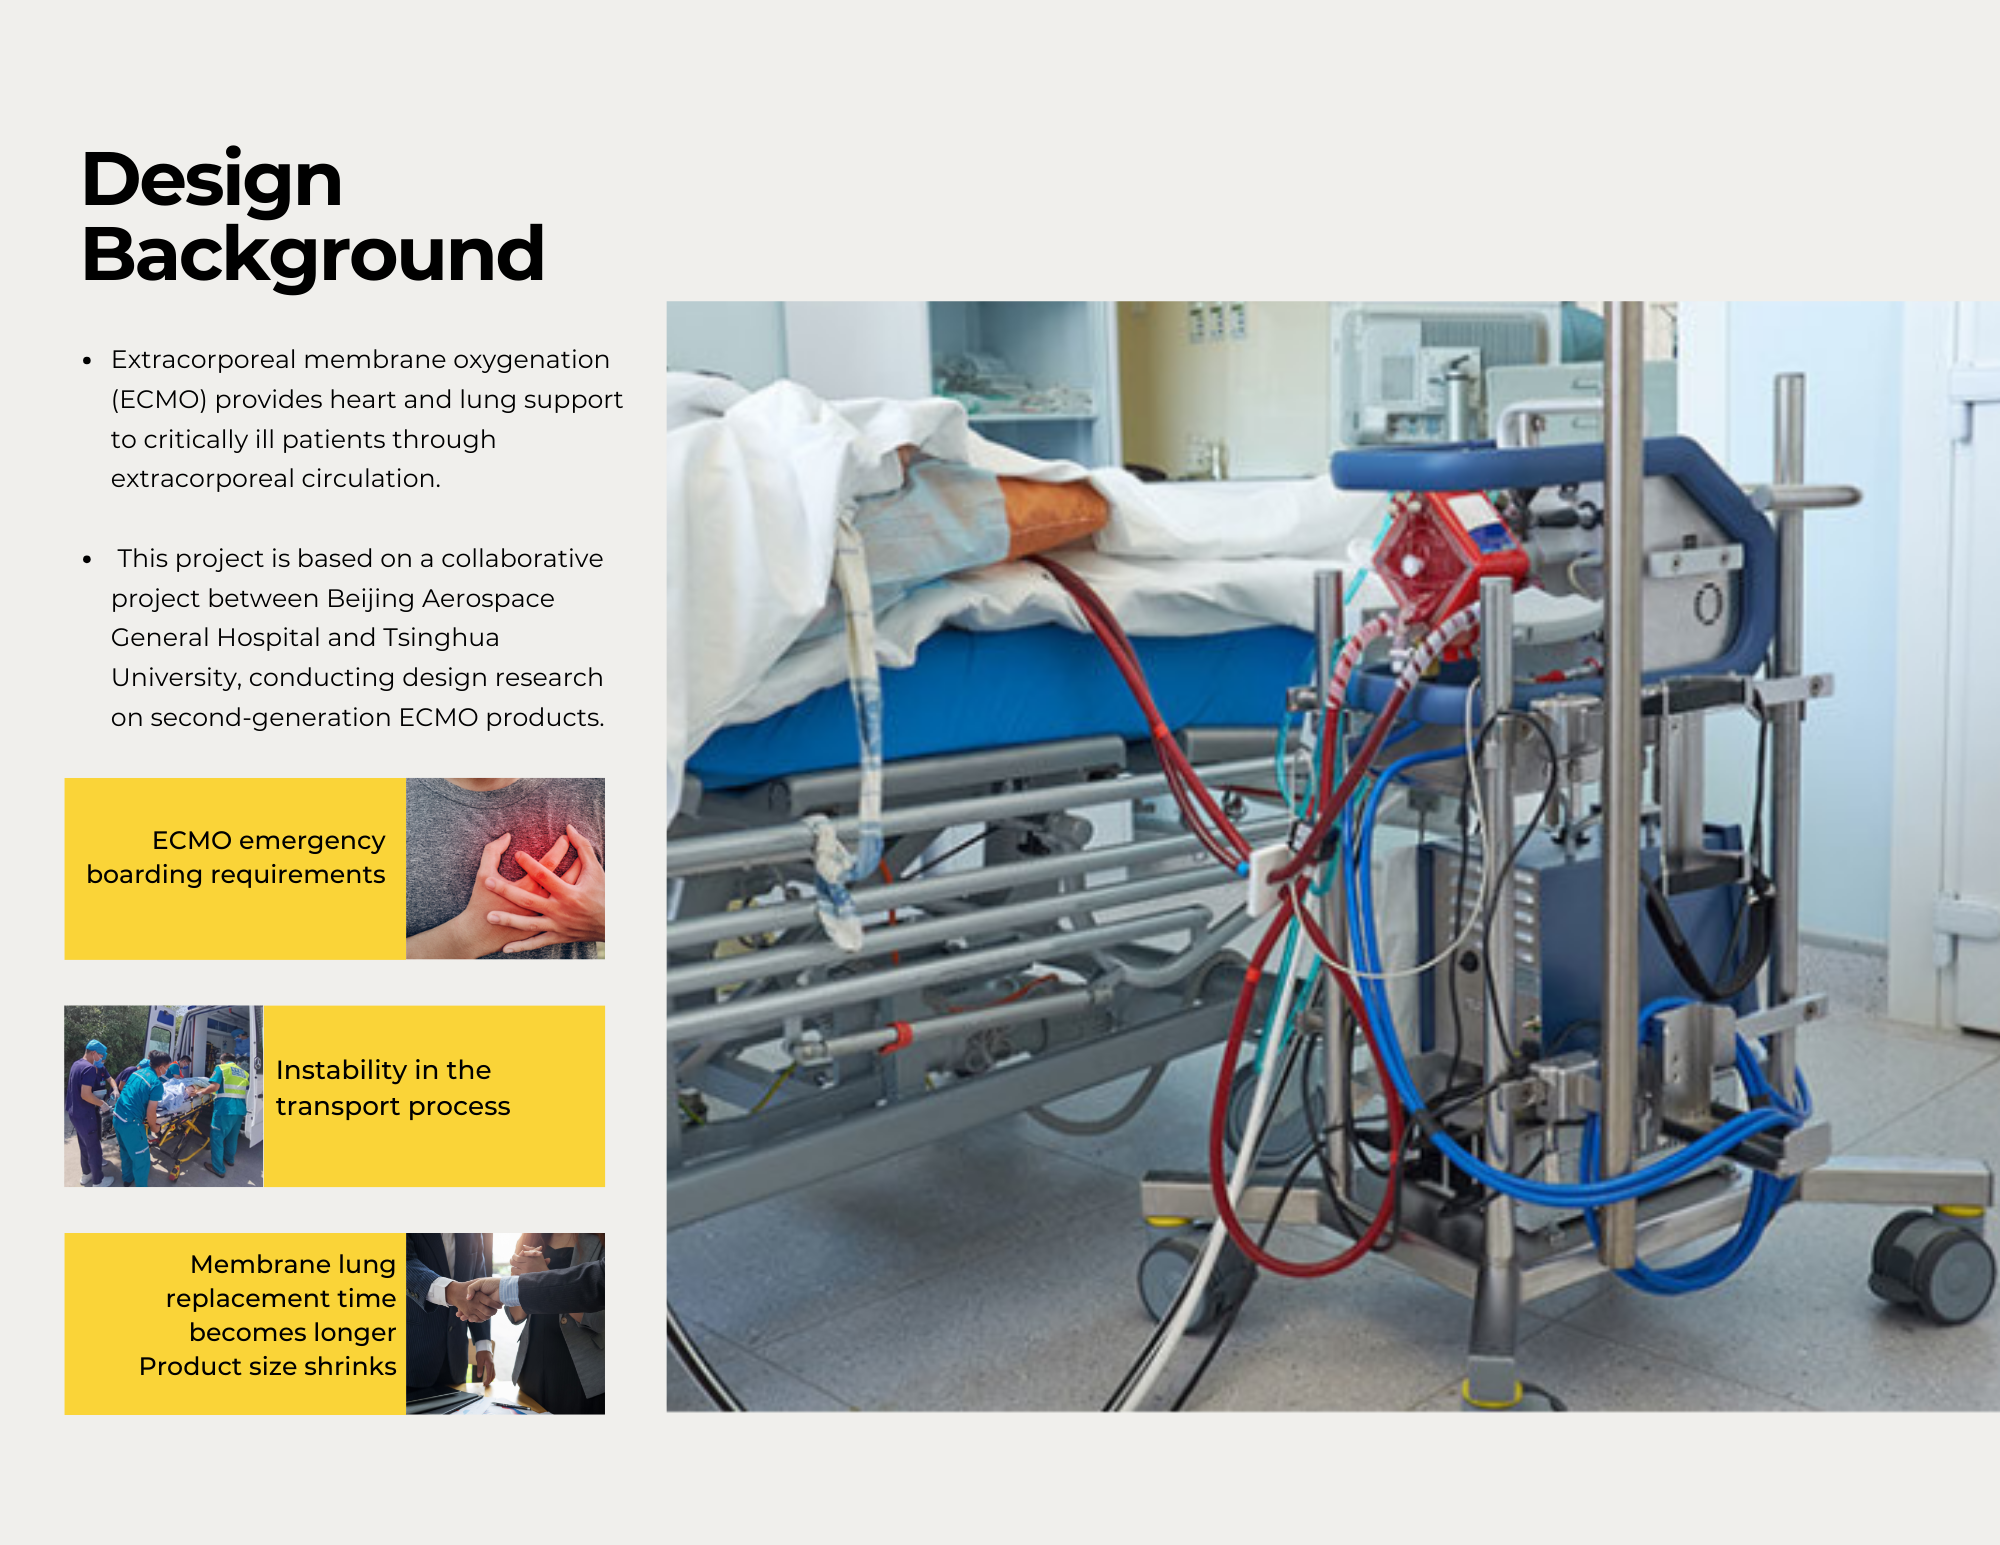 Design
Background
• Extracorporeal membrane oxygenation
(ECMO) provides heart and lung support
to critically ill patients through
extracorporeal circulation.
• This project is based on a collaborative
project between Beijing Aerospace
General Hospital and Tsinghua
University, conducting design research
on second-generation ECMO products.
ECMO emergency
boarding requirements
Instability in the
transport process
Membrane lung
replacement time
becomes longer
Product size shrinks